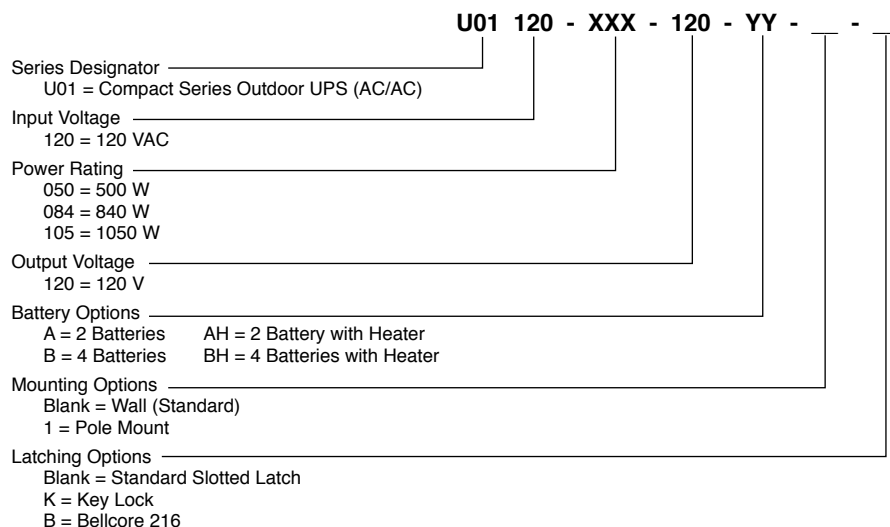 U01 120 - XXX - 120 - YY - __ - __
Series Designator
U01 = Compact Series Outdoor UPS (AC/AC)
Input Voltage
120 = 120 VAC
Power Rating
050 = 500 W
084 = 840 W
105 = 1050 W
Output Voltage
120 = 120 V
Battery Options
A = 2 Batteries AH = 2 Battery with Heater
B = 4 Batteries BH = 4 Batteries with Heater
Mounting Options
Blank = Wall (Standard)
1 = Pole Mount
Latching Options
Blank = Standard Slotted Latch
K = Key Lock
B = Bellcore 216